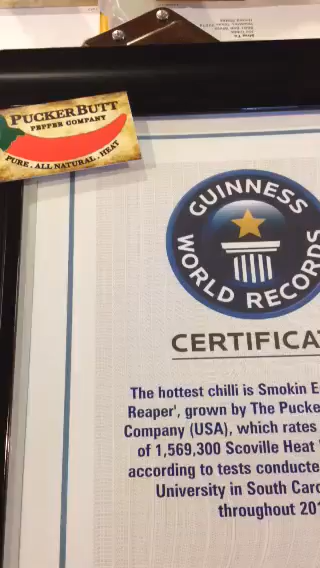 PUCKERBUTT
PEPPER COMPANY
PURE . ALL NATURAL . HEAT
GUINNESS
WORLD RECORDS
CERTIFICA
The hottest chilli is Smokin E
Reaper', grown by The Pucke
Company (USA), which rates
of 1,569,300 Scoville Heat
according to tests conducte
University in South Caro
throughout 201